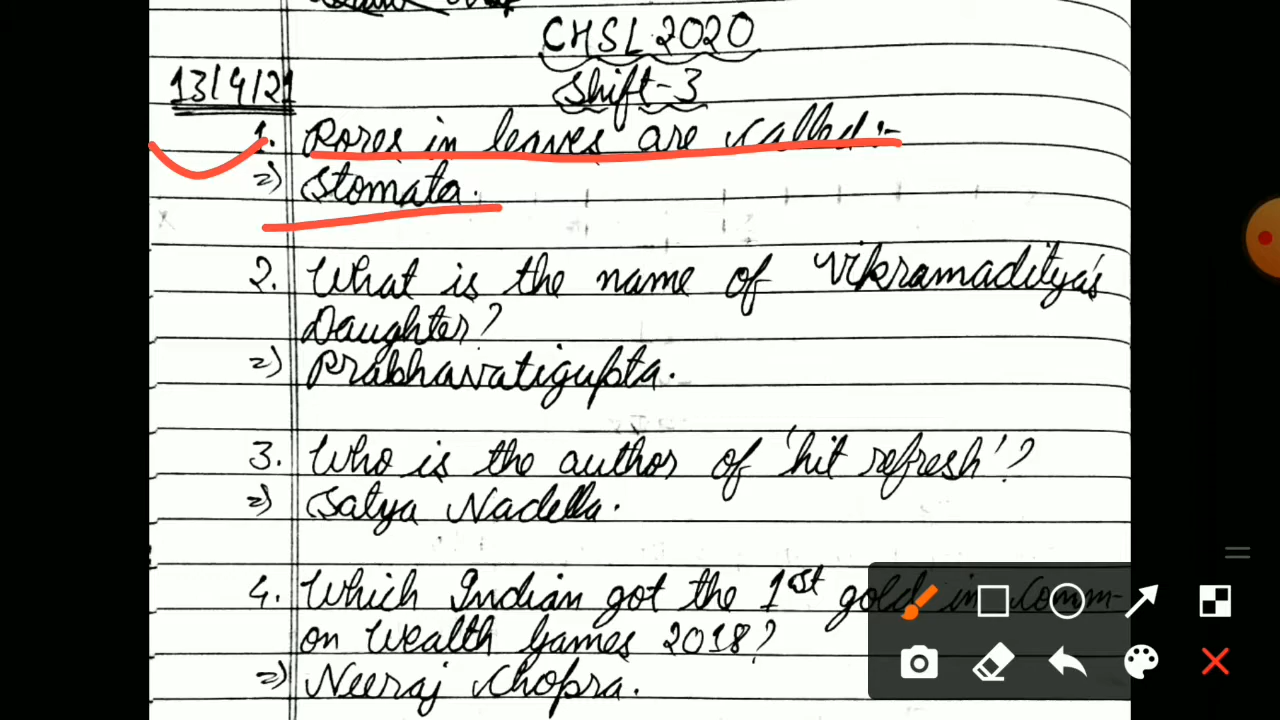 CHSL 2020
Shift-3
13/4/21
1. Pores in leaves are called:-
=) Stomata.
2. What is the name of Vikramaditya's
Daughter?
=) Prabhavatigupta.
3. Who is the author of 'hit refresh'?
=) Satya Nadella.
4. Which Indian got the 1st gold in Comm-
on Wealth Games 2018?
=) Neeraj Chopra.